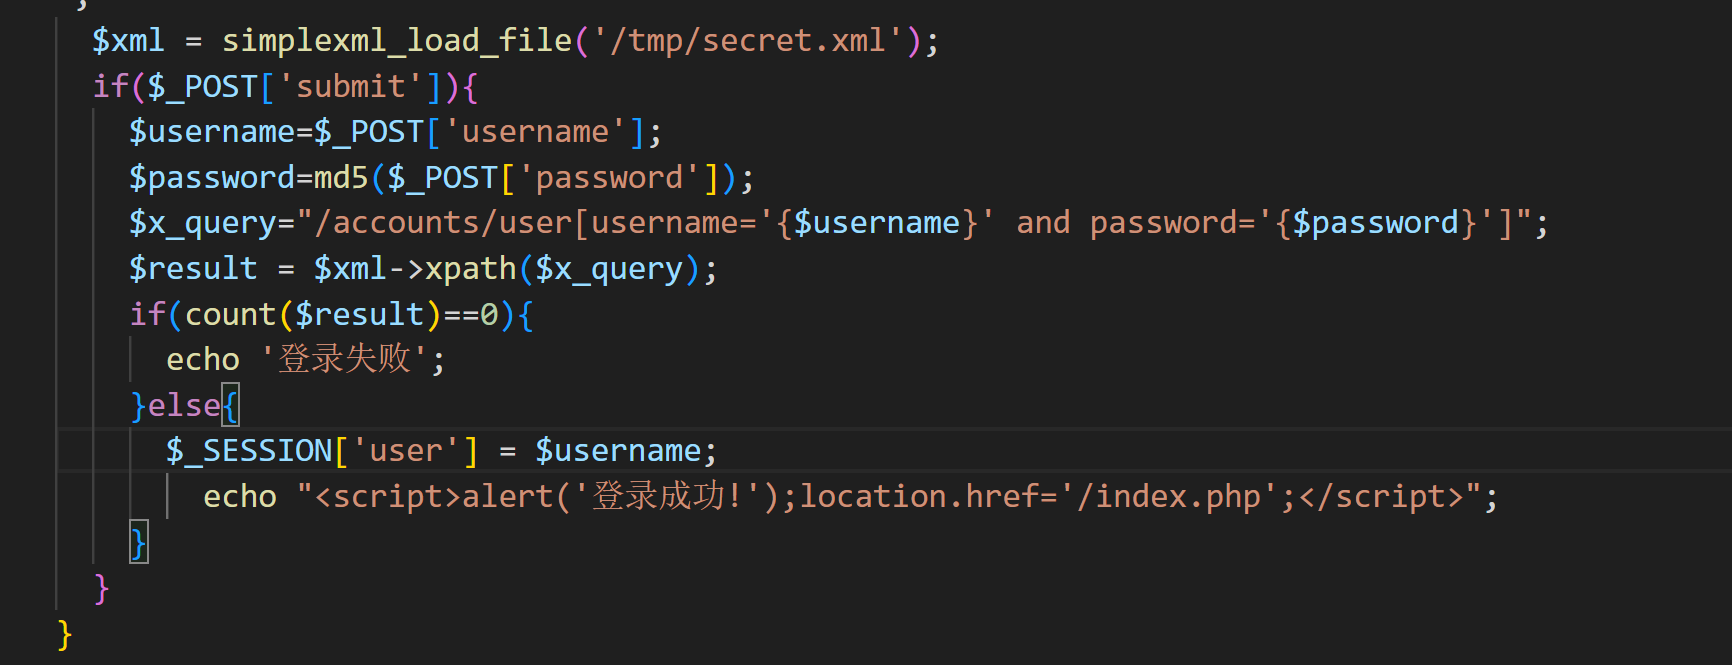 ;
$xml = simplexml_load_file('/tmp/secret.xml');
if($_POST['submit']){
$username=$_POST['username'];
$password=md5($_POST['password']);
$x_query="/accounts/user[username='{$username}' and password='{$password}']";
$result = $xml->xpath($x_query);
if(count($result)==0){
echo '登录失败';
}else{
$_SESSION['user'] = $username;
echo "<script>alert('登录成功!');location.href='/index.php';</script>";
}
}
}